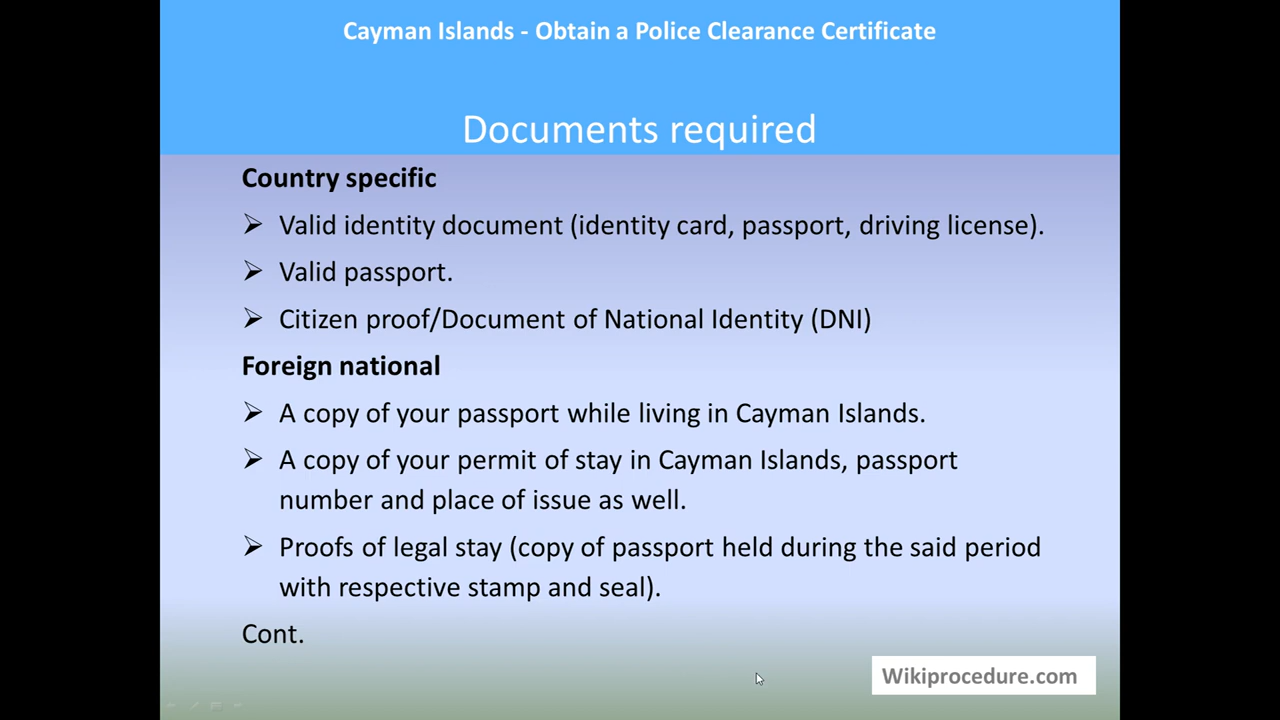 Cayman Islands - Obtain a Police Clearance Certificate
Documents required
Country specific
➢ Valid identity document (identity card, passport, driving license).
➢ Valid passport.
➢ Citizen proof/Document of National Identity (DNI)
Foreign national
➢ A copy of your passport while living in Cayman Islands.
➢ A copy of your permit of stay in Cayman Islands, passport
number and place of issue as well.
➢ Proofs of legal stay (copy of passport held during the said period
with respective stamp and seal).
Cont.
Wikiprocedure.com